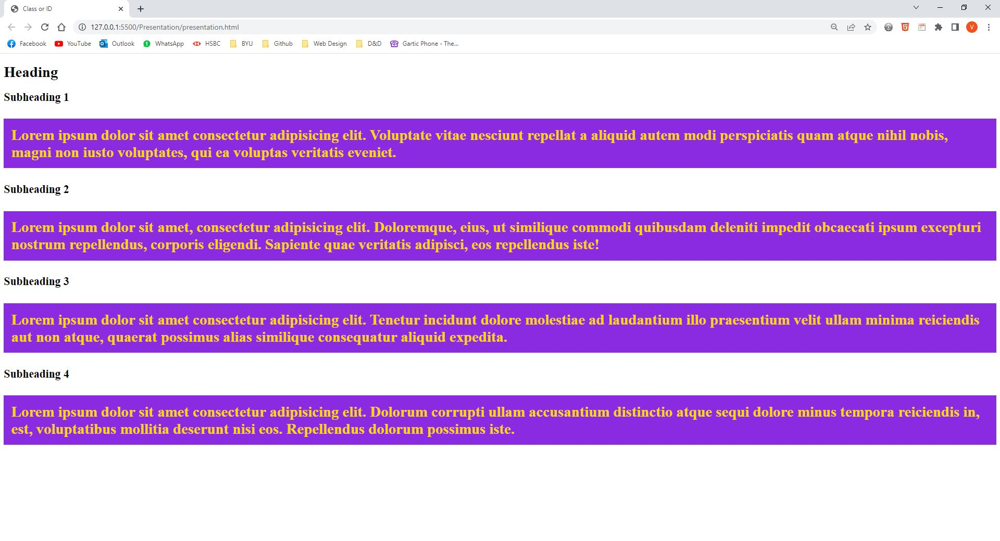 Class or ID
127.0.0.1:5500/Presentation/presentation.html
V
Facebook YouTube Outlook 1 WhatsApp HSBC BYU Github Web Design D&D Gartic Phone - The...
Heading
Subheading 1
Lorem ipsum dolor sit amet consectetur adipisicing elit. Voluptate vitae nesciunt repellat a aliquid autem modi perspiciatis quam atque nihil nobis,
magni non iusto voluptates, qui ea voluptas veritatis eveniet.
Subheading 2
Lorem ipsum dolor sit amet, consectetur adipisicing elit. Doloremque, eius, ut similique commodi quibusdam deleniti impedit obcaecati ipsum excepturi
nostrum repellendus, corporis eligendi. Sapiente quae veritatis adipisci, eos repellendus iste!
Subheading 3
Lorem ipsum dolor sit amet consectetur adipisicing elit. Tenetur incidunt dolore molestiae ad laudantium illo praesentium velit ullam minima reiciendis
aut non atque, quaerat possimus alias similique consequatur aliquid expedita.
Subheading 4
Lorem ipsum dolor sit amet consectetur adipisicing elit. Dolorum corrupti ullam accusantium distinctio atque sequi dolore minus tempora reiciendis in,
est, voluptatibus mollitia deserunt nisi eos. Repellendus dolorum possimus iste.